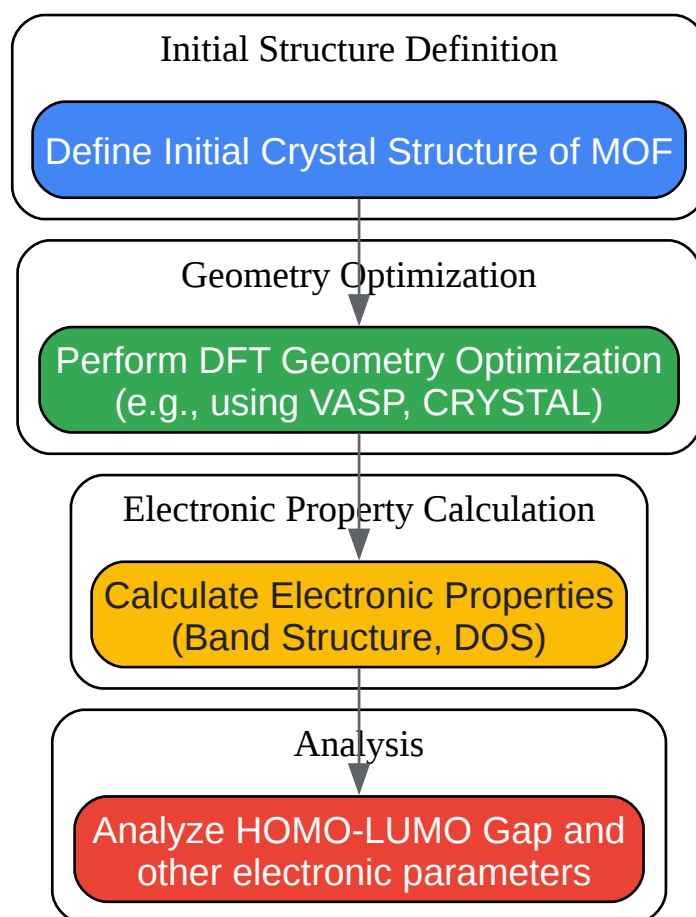 Initial Structure Definition
Define Initial Crystal Structure of MOF
Geometry Optimization
Perform DFT Geometry Optimization
(e.g., using VASP, CRYSTAL)
Electronic Property Calculation
Calculate Electronic Properties
(Band Structure, DOS)
Analysis
Analyze HOMO-LUMO Gap and
other electronic parameters